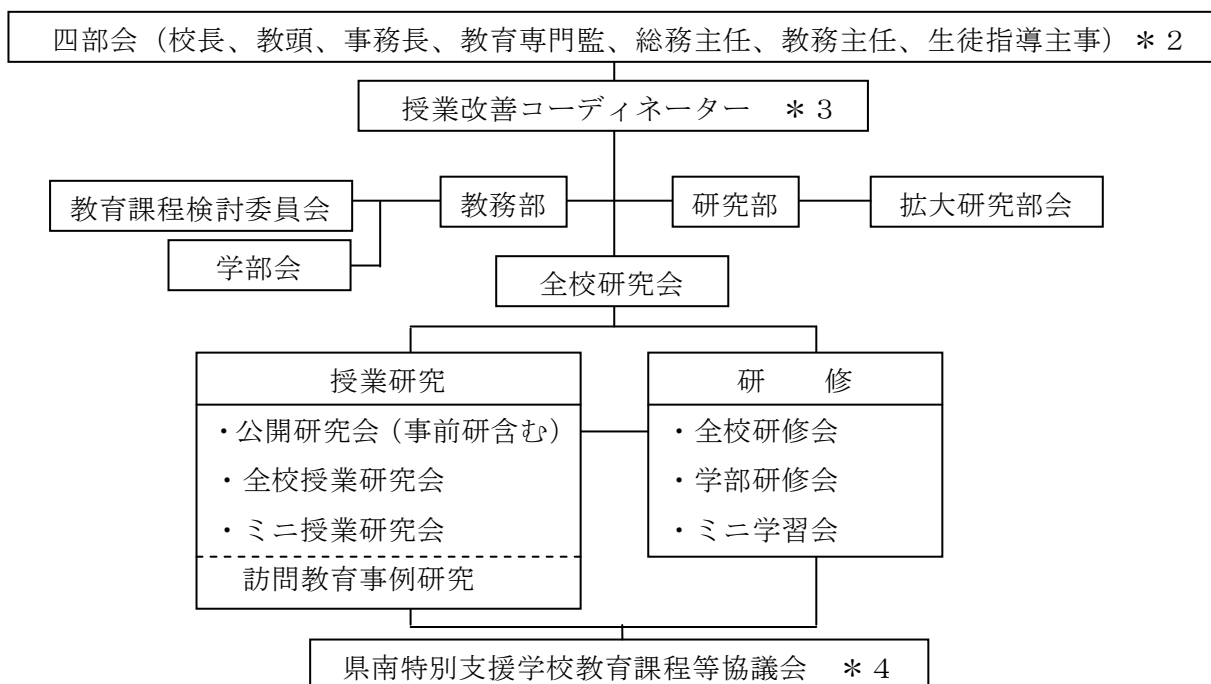 四部会（校長、教頭、事務長、教育専門監、総務主任、教務主任、生徒指導主事）＊２
授業改善コーディネーター　＊３
教育課程検討委員会
教務部
研究部
拡大研究部会
学部会
全校研究会
授業研究
・公開研究会（事前研含む）
・全校授業研究会
・ミニ授業研究会
訪問教育事例研究
研　　修
・全校研修会
・学部研修会
・ミニ学習会
県南特別支援学校教育課程等協議会　＊４